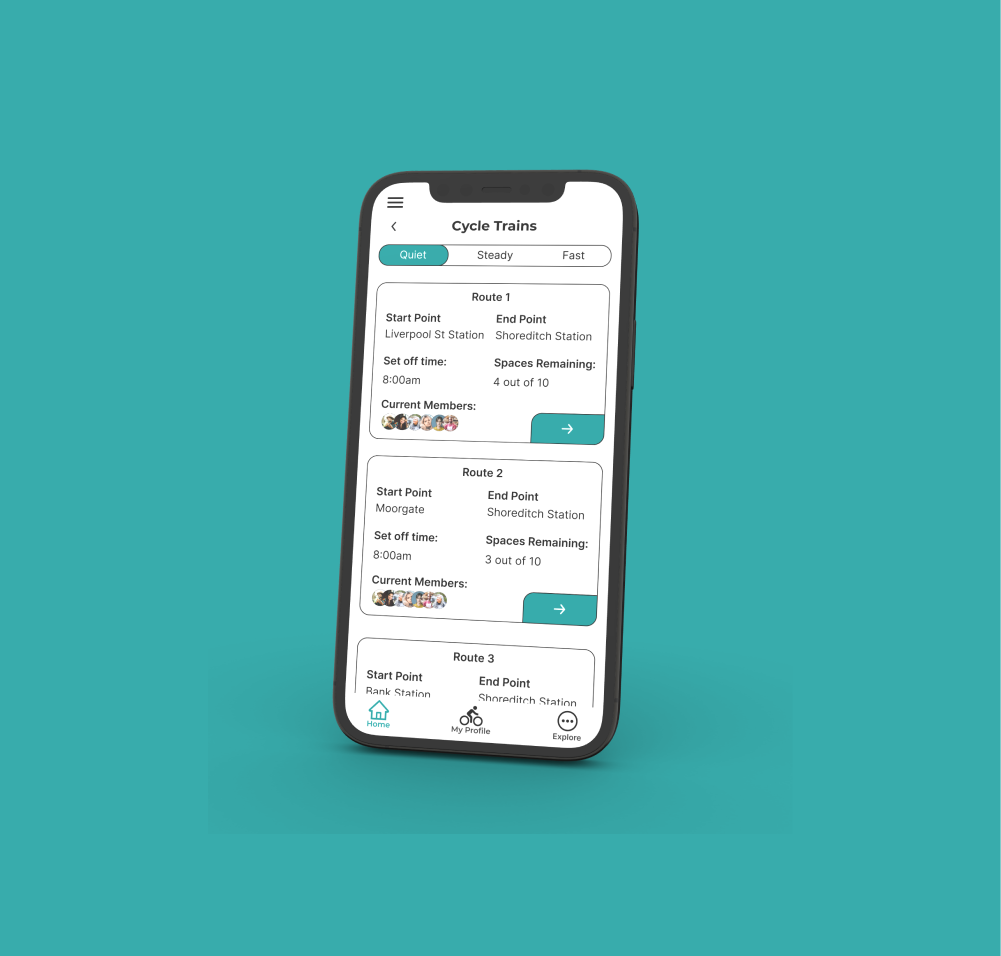 Cycle Trains
Quiet Steady Fast
Route 1
Start Point End Point
Liverpool St Station Shoreditch Station
Set off time: Spaces Remaining:
8:00am 4 out of 10
Current Members:
Route 2
Start Point End Point
Moorgate Shoreditch Station
Set off time: Spaces Remaining:
8:00am 3 out of 10
Current Members:
Route 3
Start Point End Point
Bank Station Shoreditch Station
Home My Profile Explore